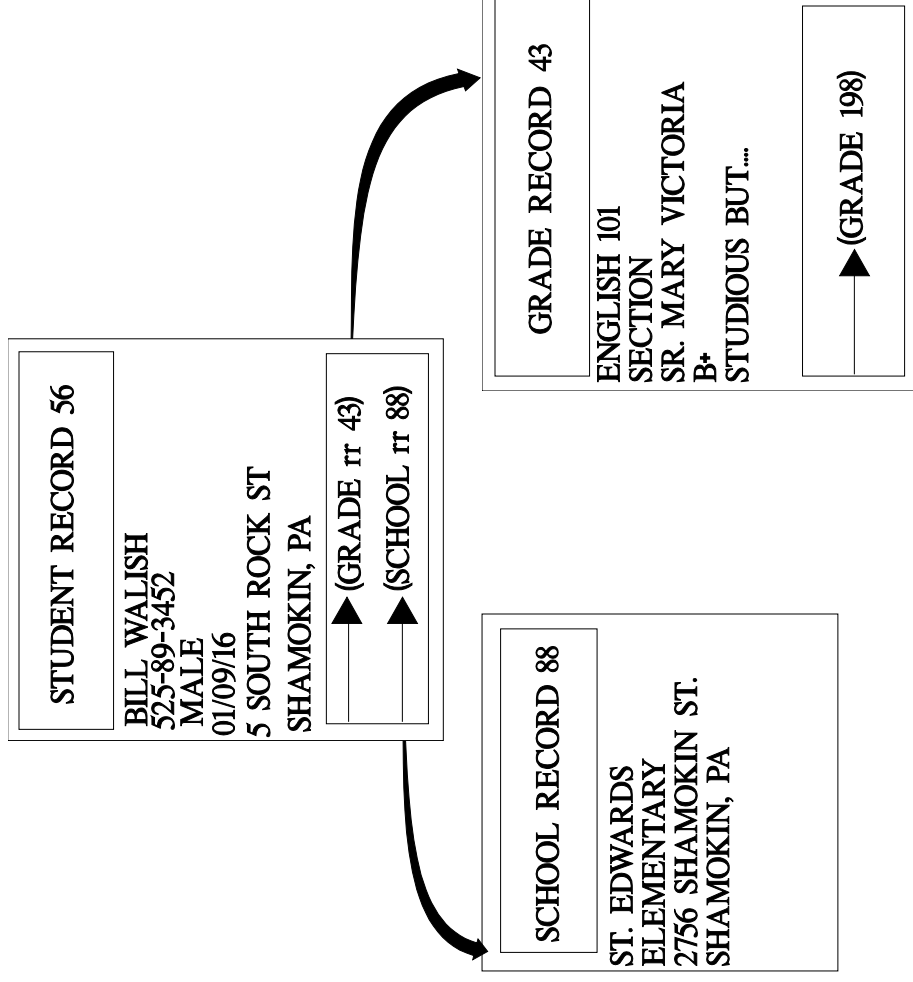 STUDENT RECORD 56
BILL WALISH
525-89-3452
MALE
01/09/16
5 SOUTH ROCK ST
SHAMOKIN, PA
(GRADE rr 43)
(SCHOOL rr 88)
SCHOOL RECORD 88
ST. EDWARDS
ELEMENTARY
2756 SHAMOKIN ST.
SHAMOKIN, PA
GRADE RECORD 43
ENGLISH 101
SECTION
SR. MARY VICTORIA
B+
STUDIOUS BUT....
(GRADE 198)